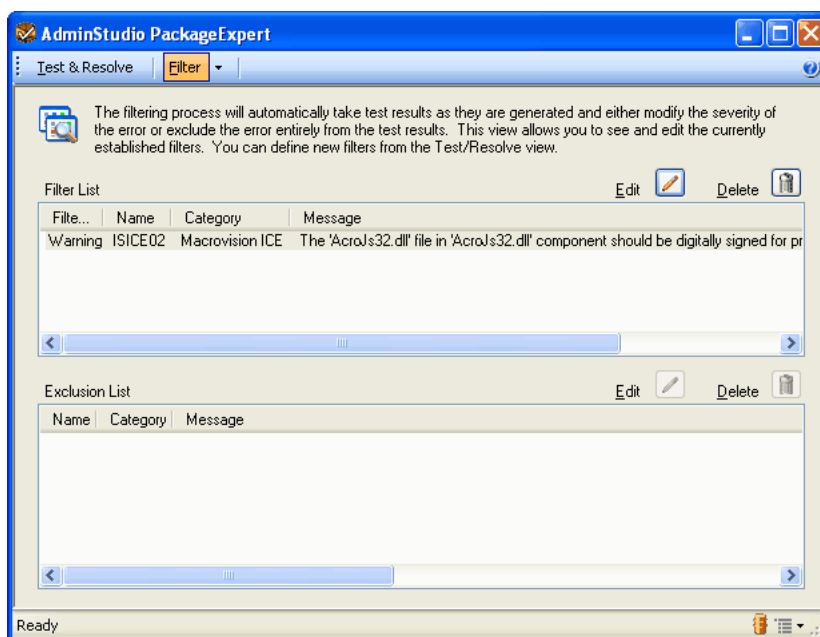 AdminStudio PackageExpert
Test & Resolve Filter
The filtering process will automatically take test results as they are generated and either modify the severity of
the error or exclude the error entirely from the test results. This view allows you to see and edit the currently
established filters. You can define new filters from the Test/Resolve view.
Filter List Edit Delete
Filte... Name Category Message
Warning ISICE02 Macrovision ICE The 'AcroJs32.dll' file in 'AcroJs32.dll' component should be digitally signed for pr
Exclusion List Edit Delete
Name Category Message
Ready